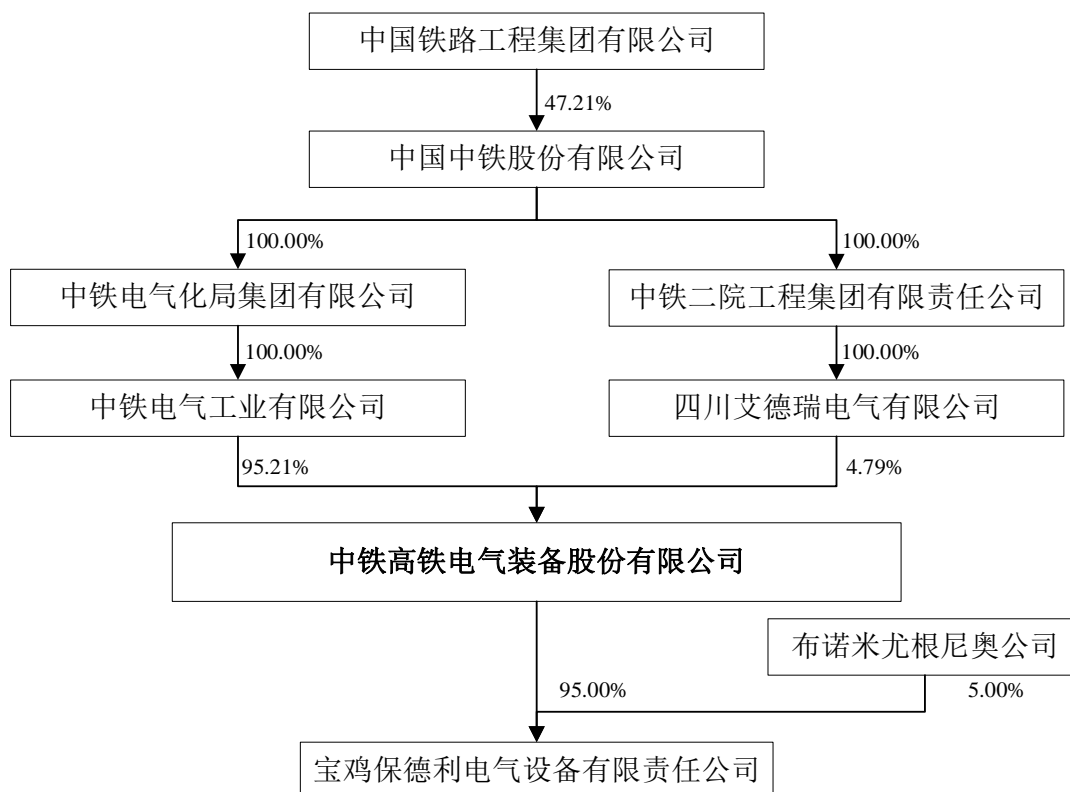 中国铁路工程集团有限公司
47.21%
中国中铁股份有限公司
100.00%
100.00%
中铁电气化局集团有限公司
中铁二院工程集团有限责任公司
100.00%
100.00%
中铁电气工业有限公司
四川艾德瑞电气有限公司
95.21%
4.79%
中铁高铁电气装备股份有限公司
布诺米尤根尼奥公司
95.00%
5.00%
宝鸡保德利电气设备有限责任公司